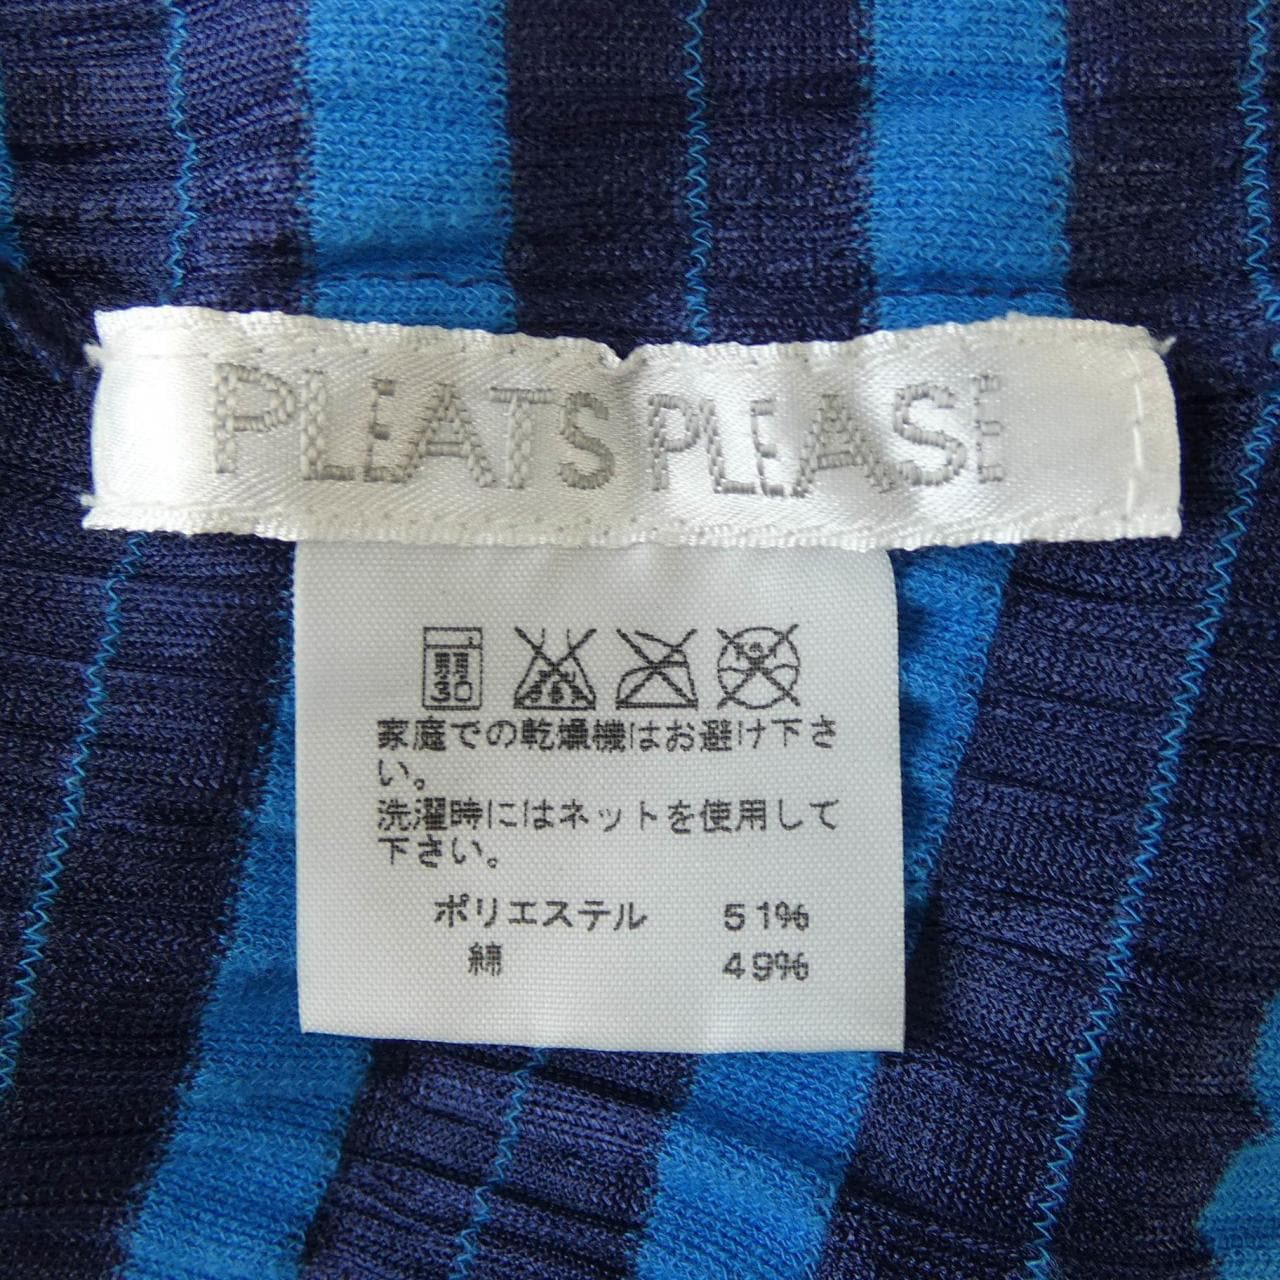 PLEATS PLEASE
弱
30
家庭での乾燥機はお避け下さ
い。
洗濯時にはネットを使用して
下さい。
ポリエステル 51%
綿 49%